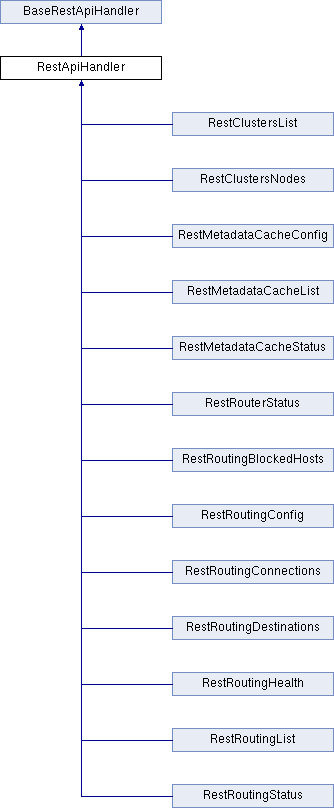 BaseRestApiHandler
RestApiHandler
RestClustersList
RestClustersNodes
RestMetadataCacheConfig
RestMetadataCacheList
RestMetadataCacheStatus
RestRouterStatus
RestRoutingBlockedHosts
RestRoutingConfig
RestRoutingConnections
RestRoutingDestinations
RestRoutingHealth
RestRoutingList
RestRoutingStatus